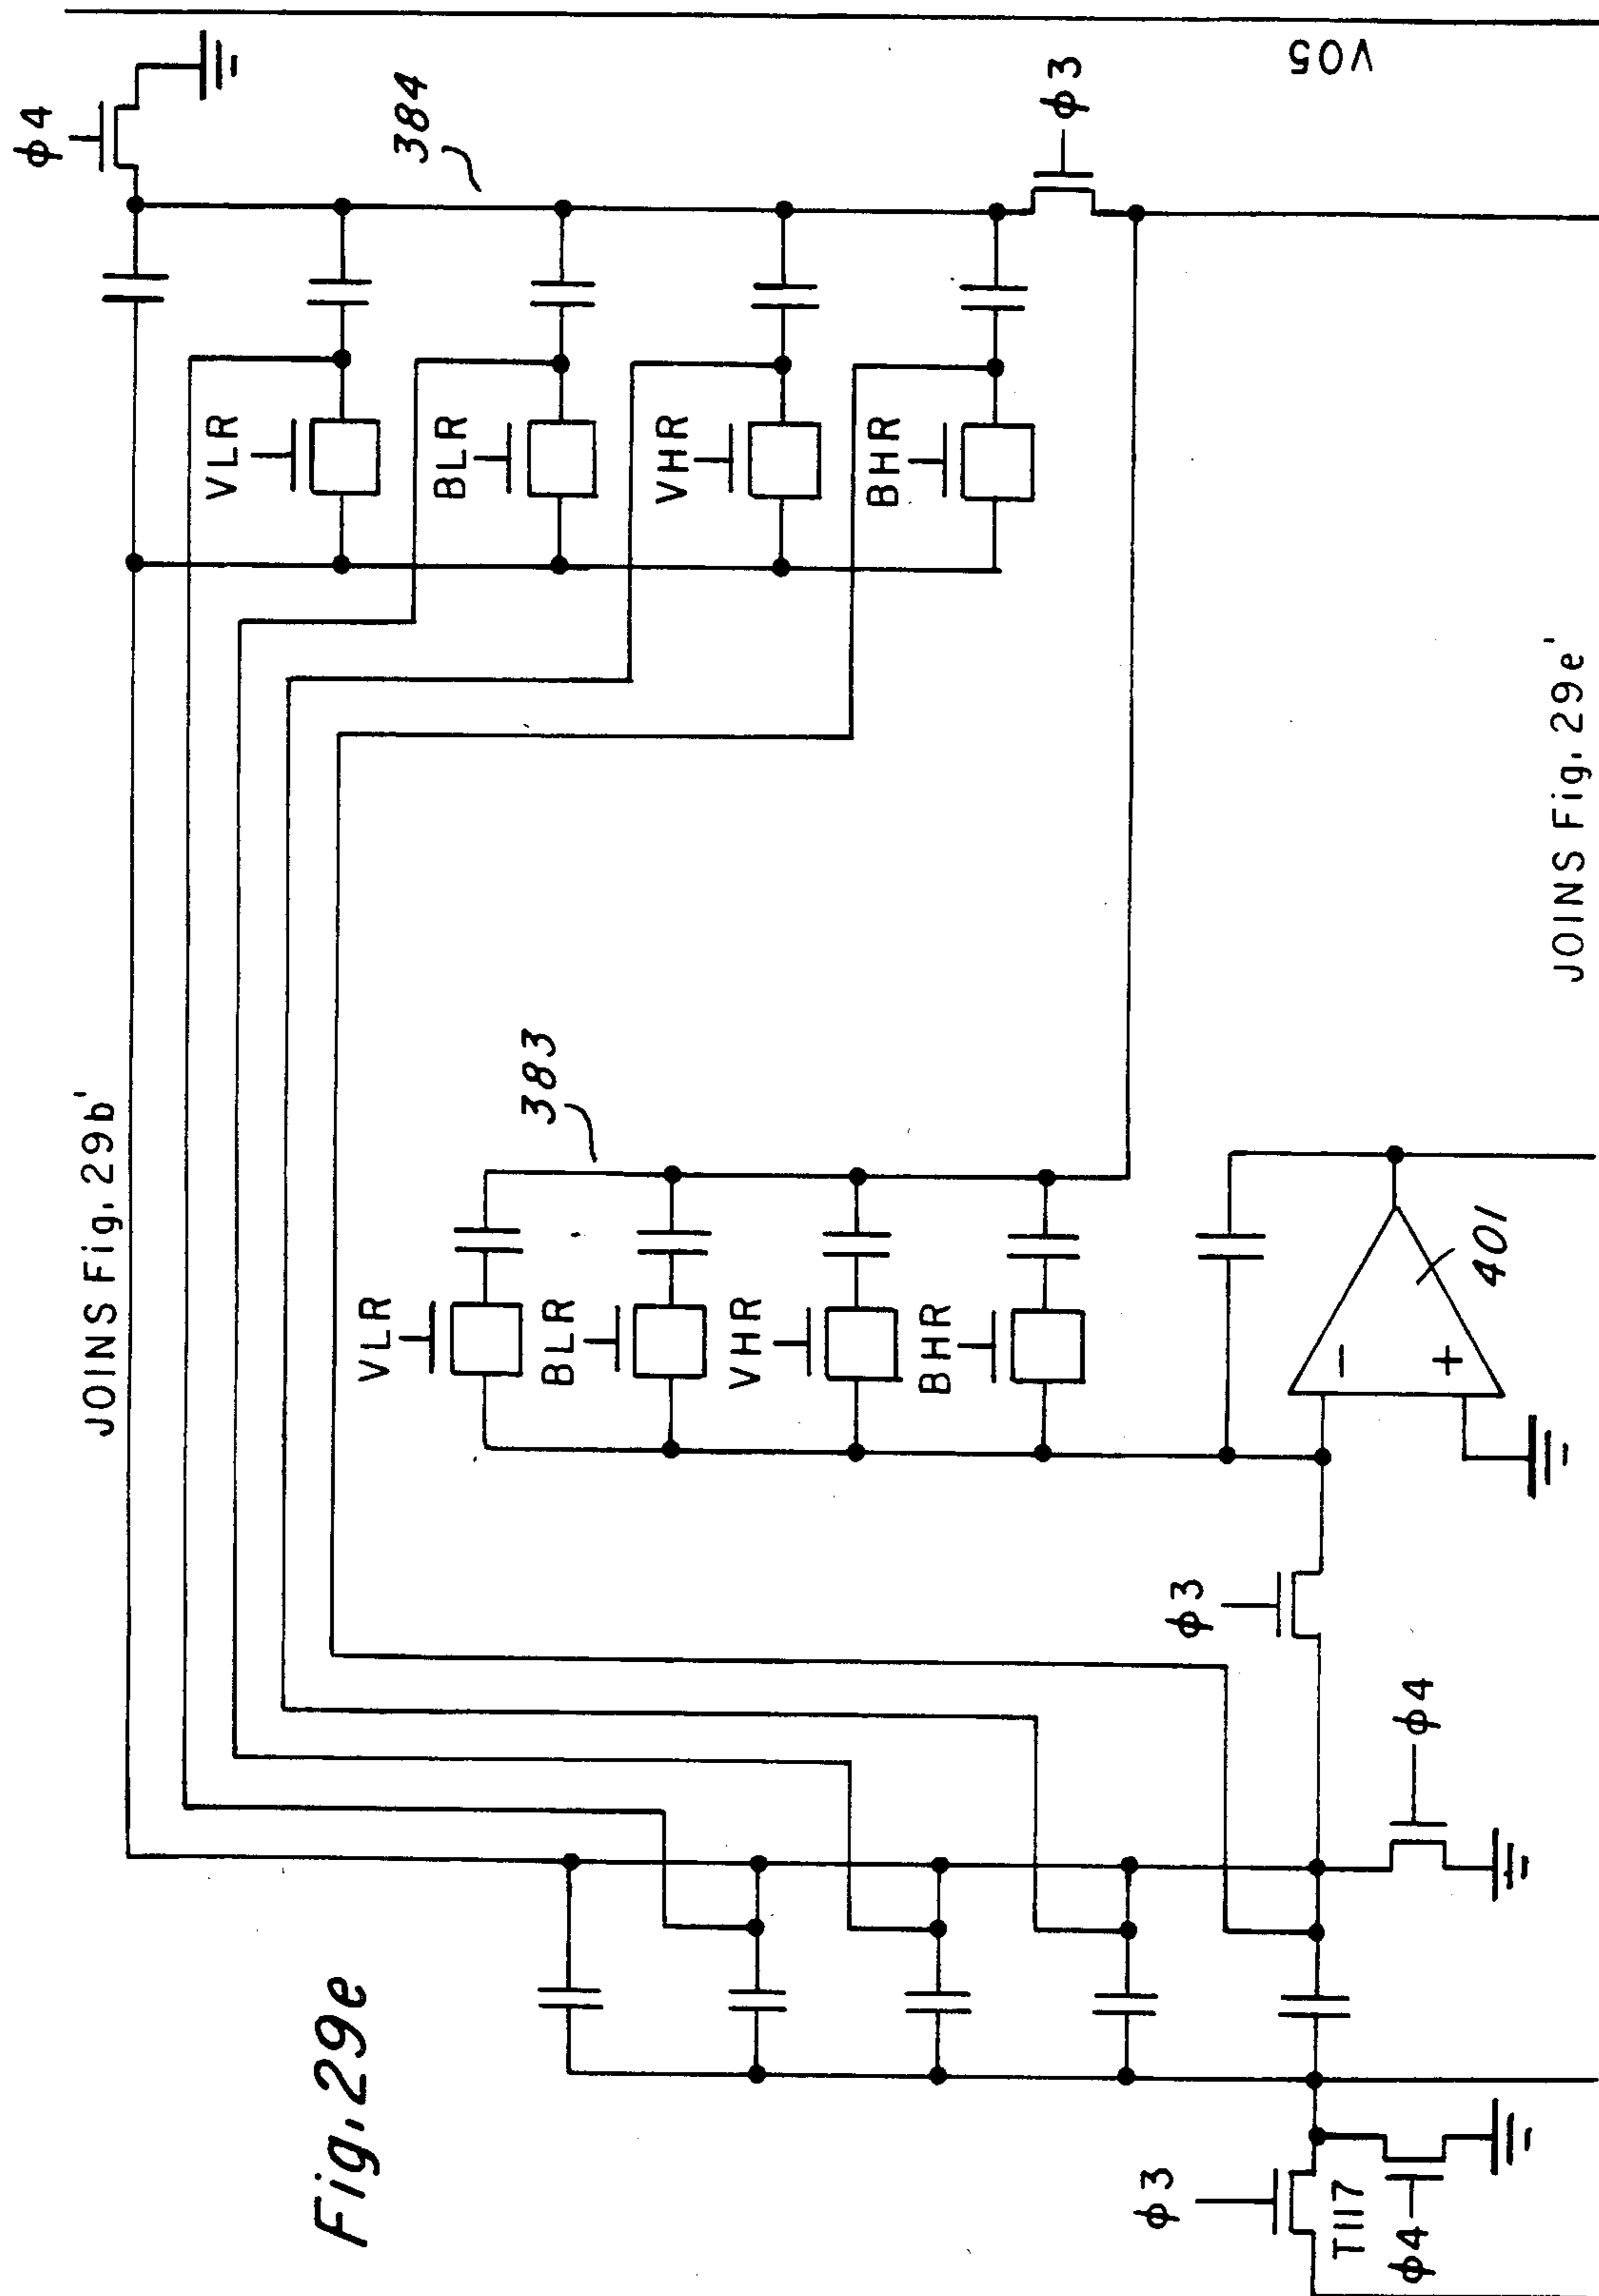 Fig. 29e
JOINS Fig. 29b'
φ4
384
VLR
BLR
VHR
BHR
φ3
V05
383
VLR
BLR
VHR
BHR
φ3
−
+
401
φ4
φ3
T117
φ4
JOINS Fig. 29e'